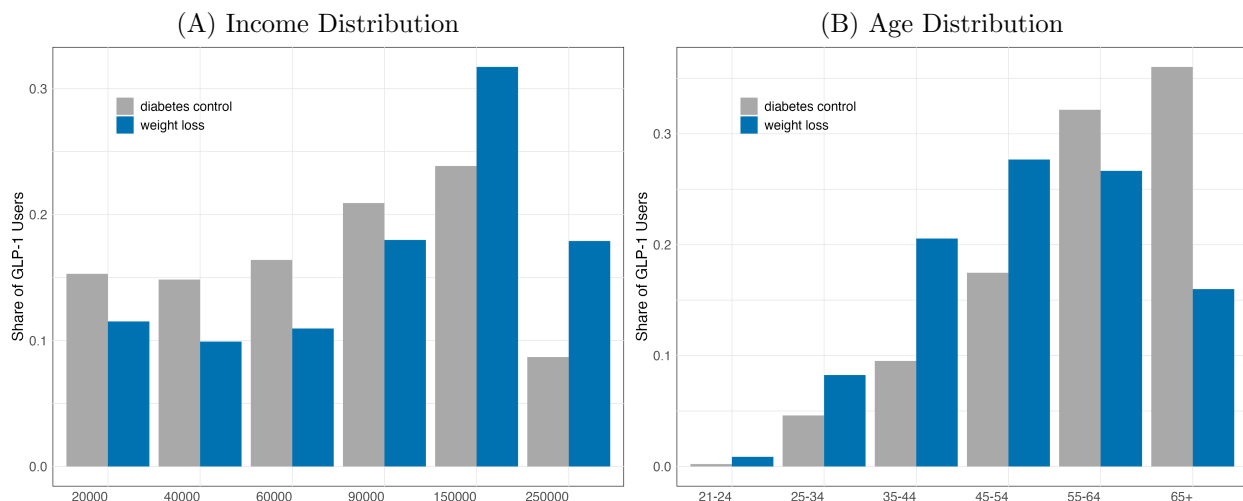 (A) Income Distribution
Share of GLP-1 Users
0.3
0.2
0.1
0.0
diabetes control
weight loss
20000 40000 60000 90000 150000 250000
(B) Age Distribution
Share of GLP-1 Users
0.3
0.2
0.1
0.0
diabetes control
weight loss
21-24 25-34 35-44 45-54 55-64 65+